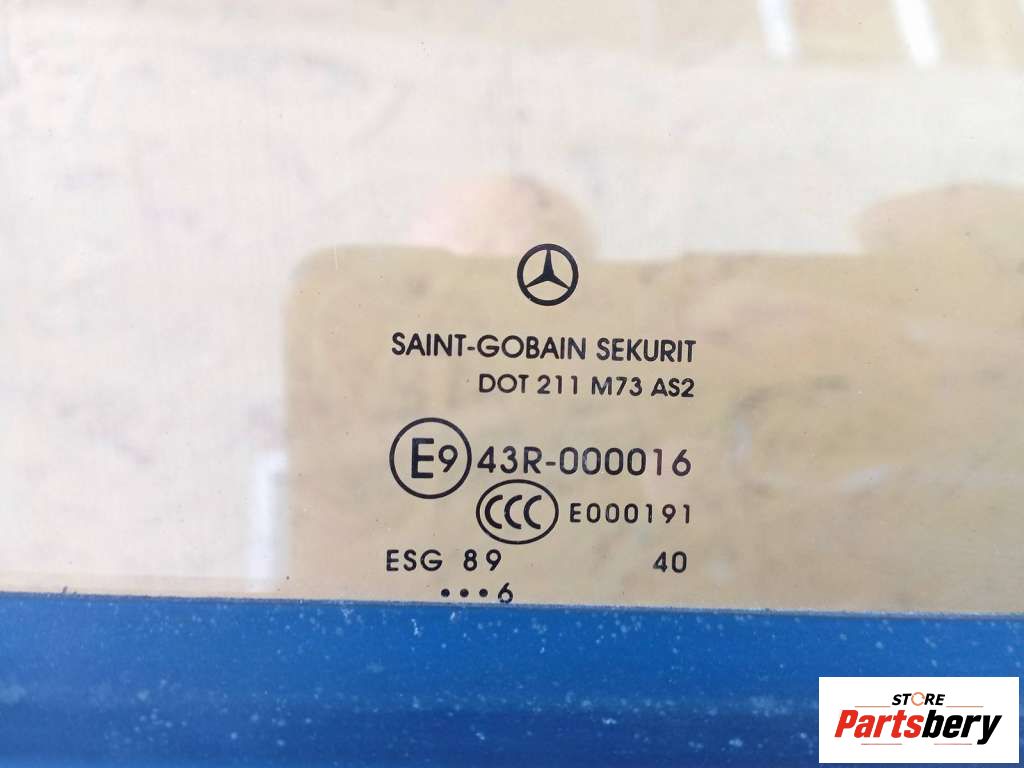 SAINT-GOBAIN SEKURIT
DOT 211 M73 AS2
E9 43R-000016
CCC E000191
ESG 89 40
•••6
STORE
Partsbery